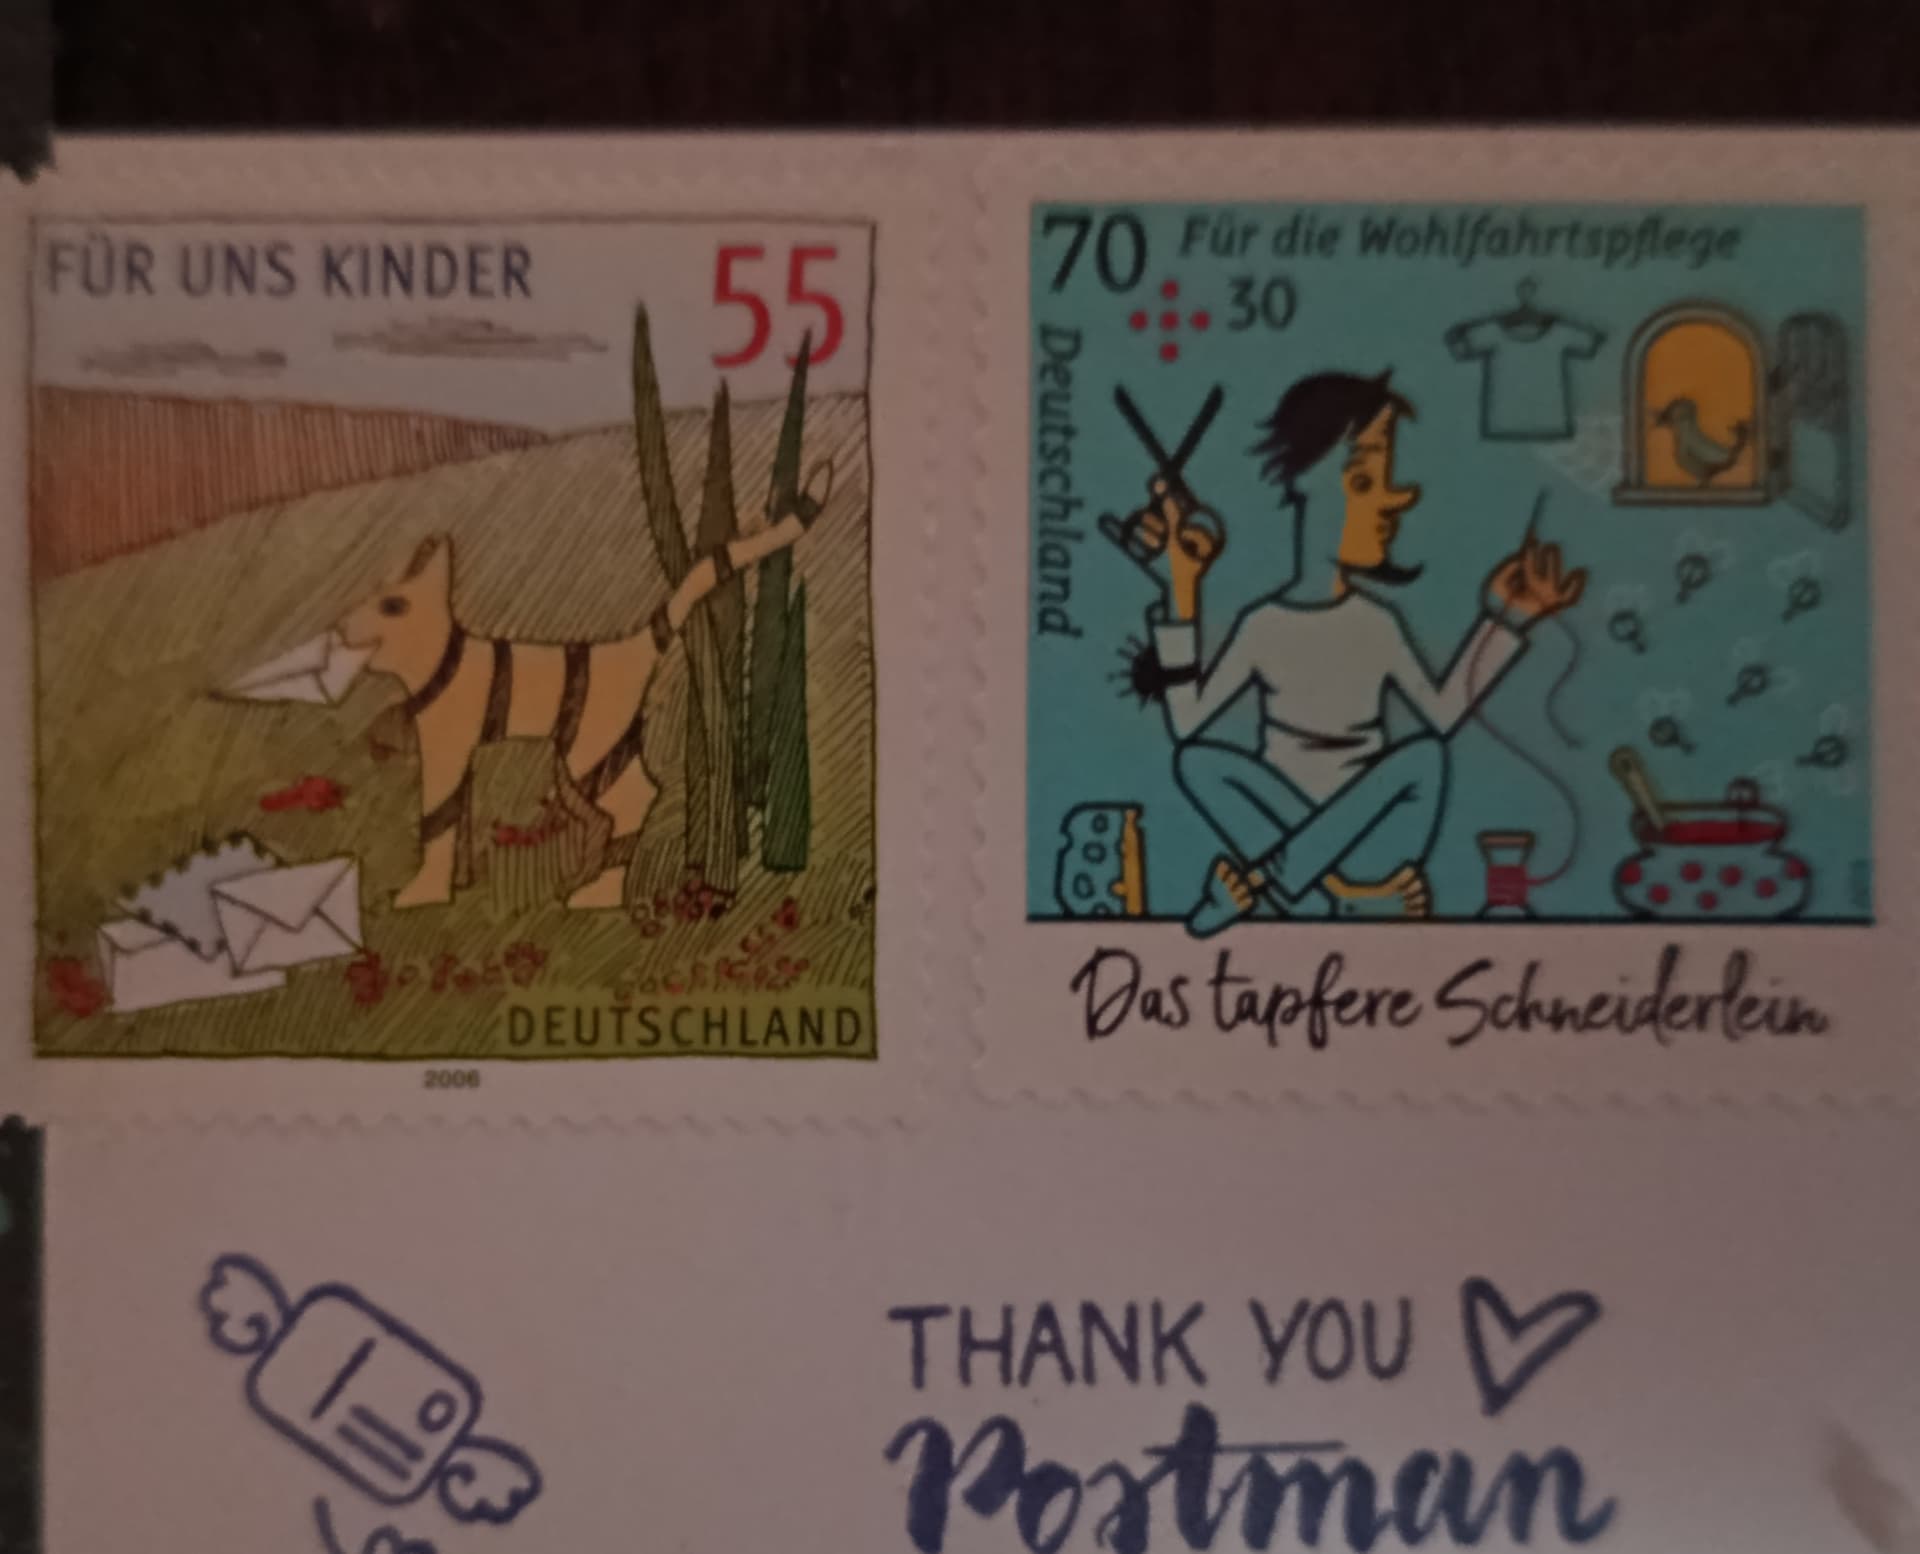 FÜR UNS KINDER
55
DEUTSCHLAND
2006
70 Für die Wohlfahrtspflege
+ 30
Deutschland
Das tapfere Schneiderlein
THANK YOU
Postman